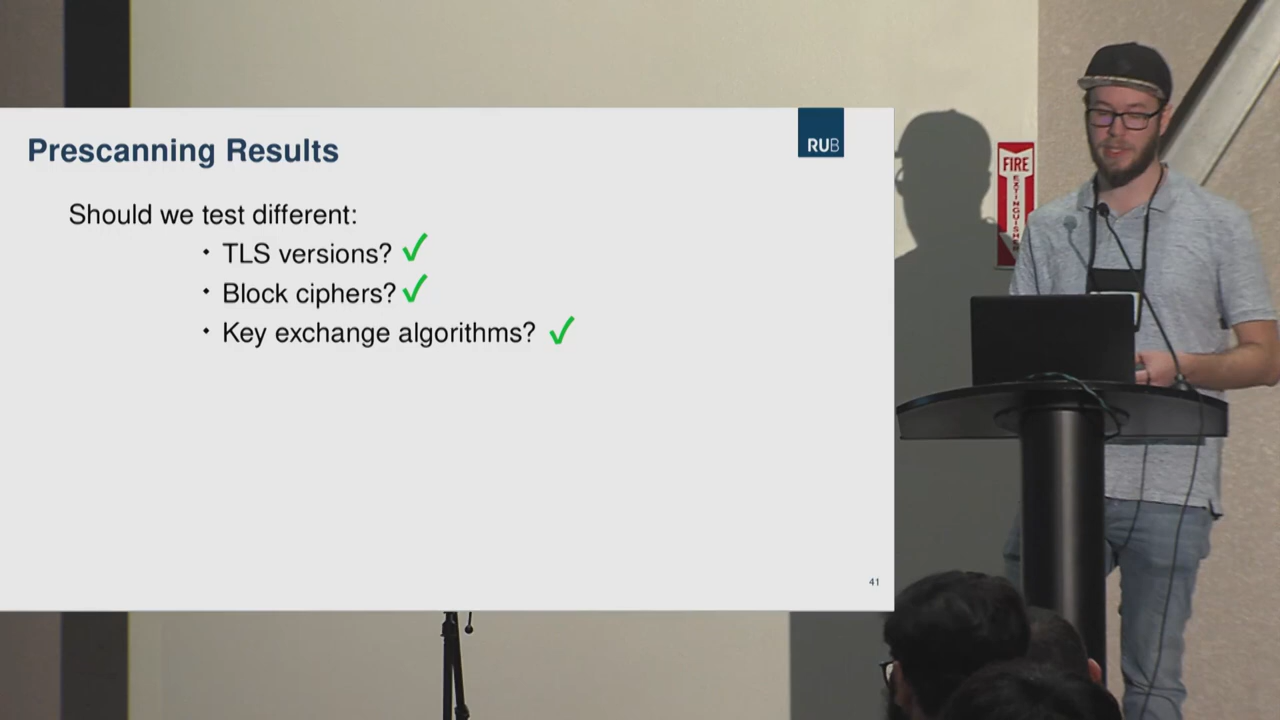 Prescanning Results
RUB
Should we test different:
· TLS versions? ✓
· Block ciphers? ✓
· Key exchange algorithms? ✓
41
FIRE
EXTINGUISHER